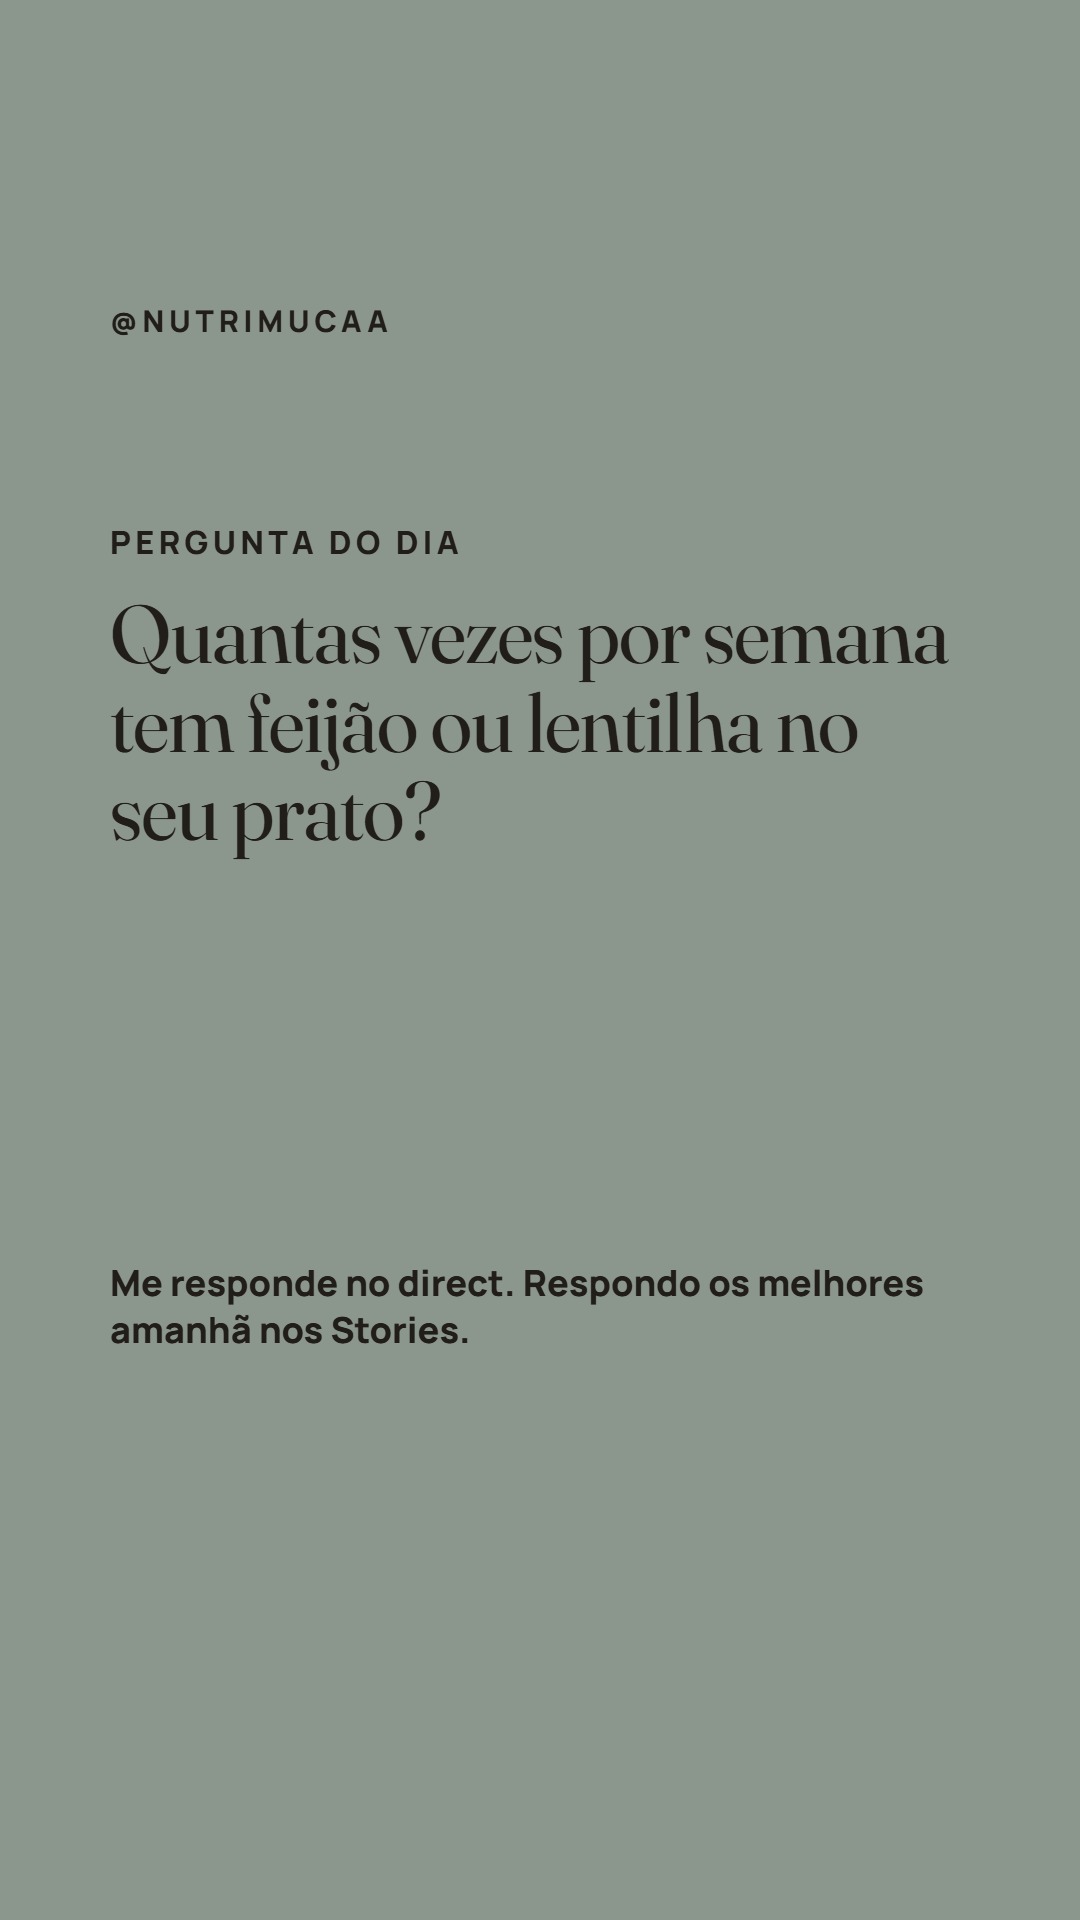 @NUTRIMUCAA
PERGUNTA DO DIA
Quantas vezes por semana
tem feijão ou lentilha no
seu prato?
Me responde no direct. Respondo os melhores
amanhã nos Stories.